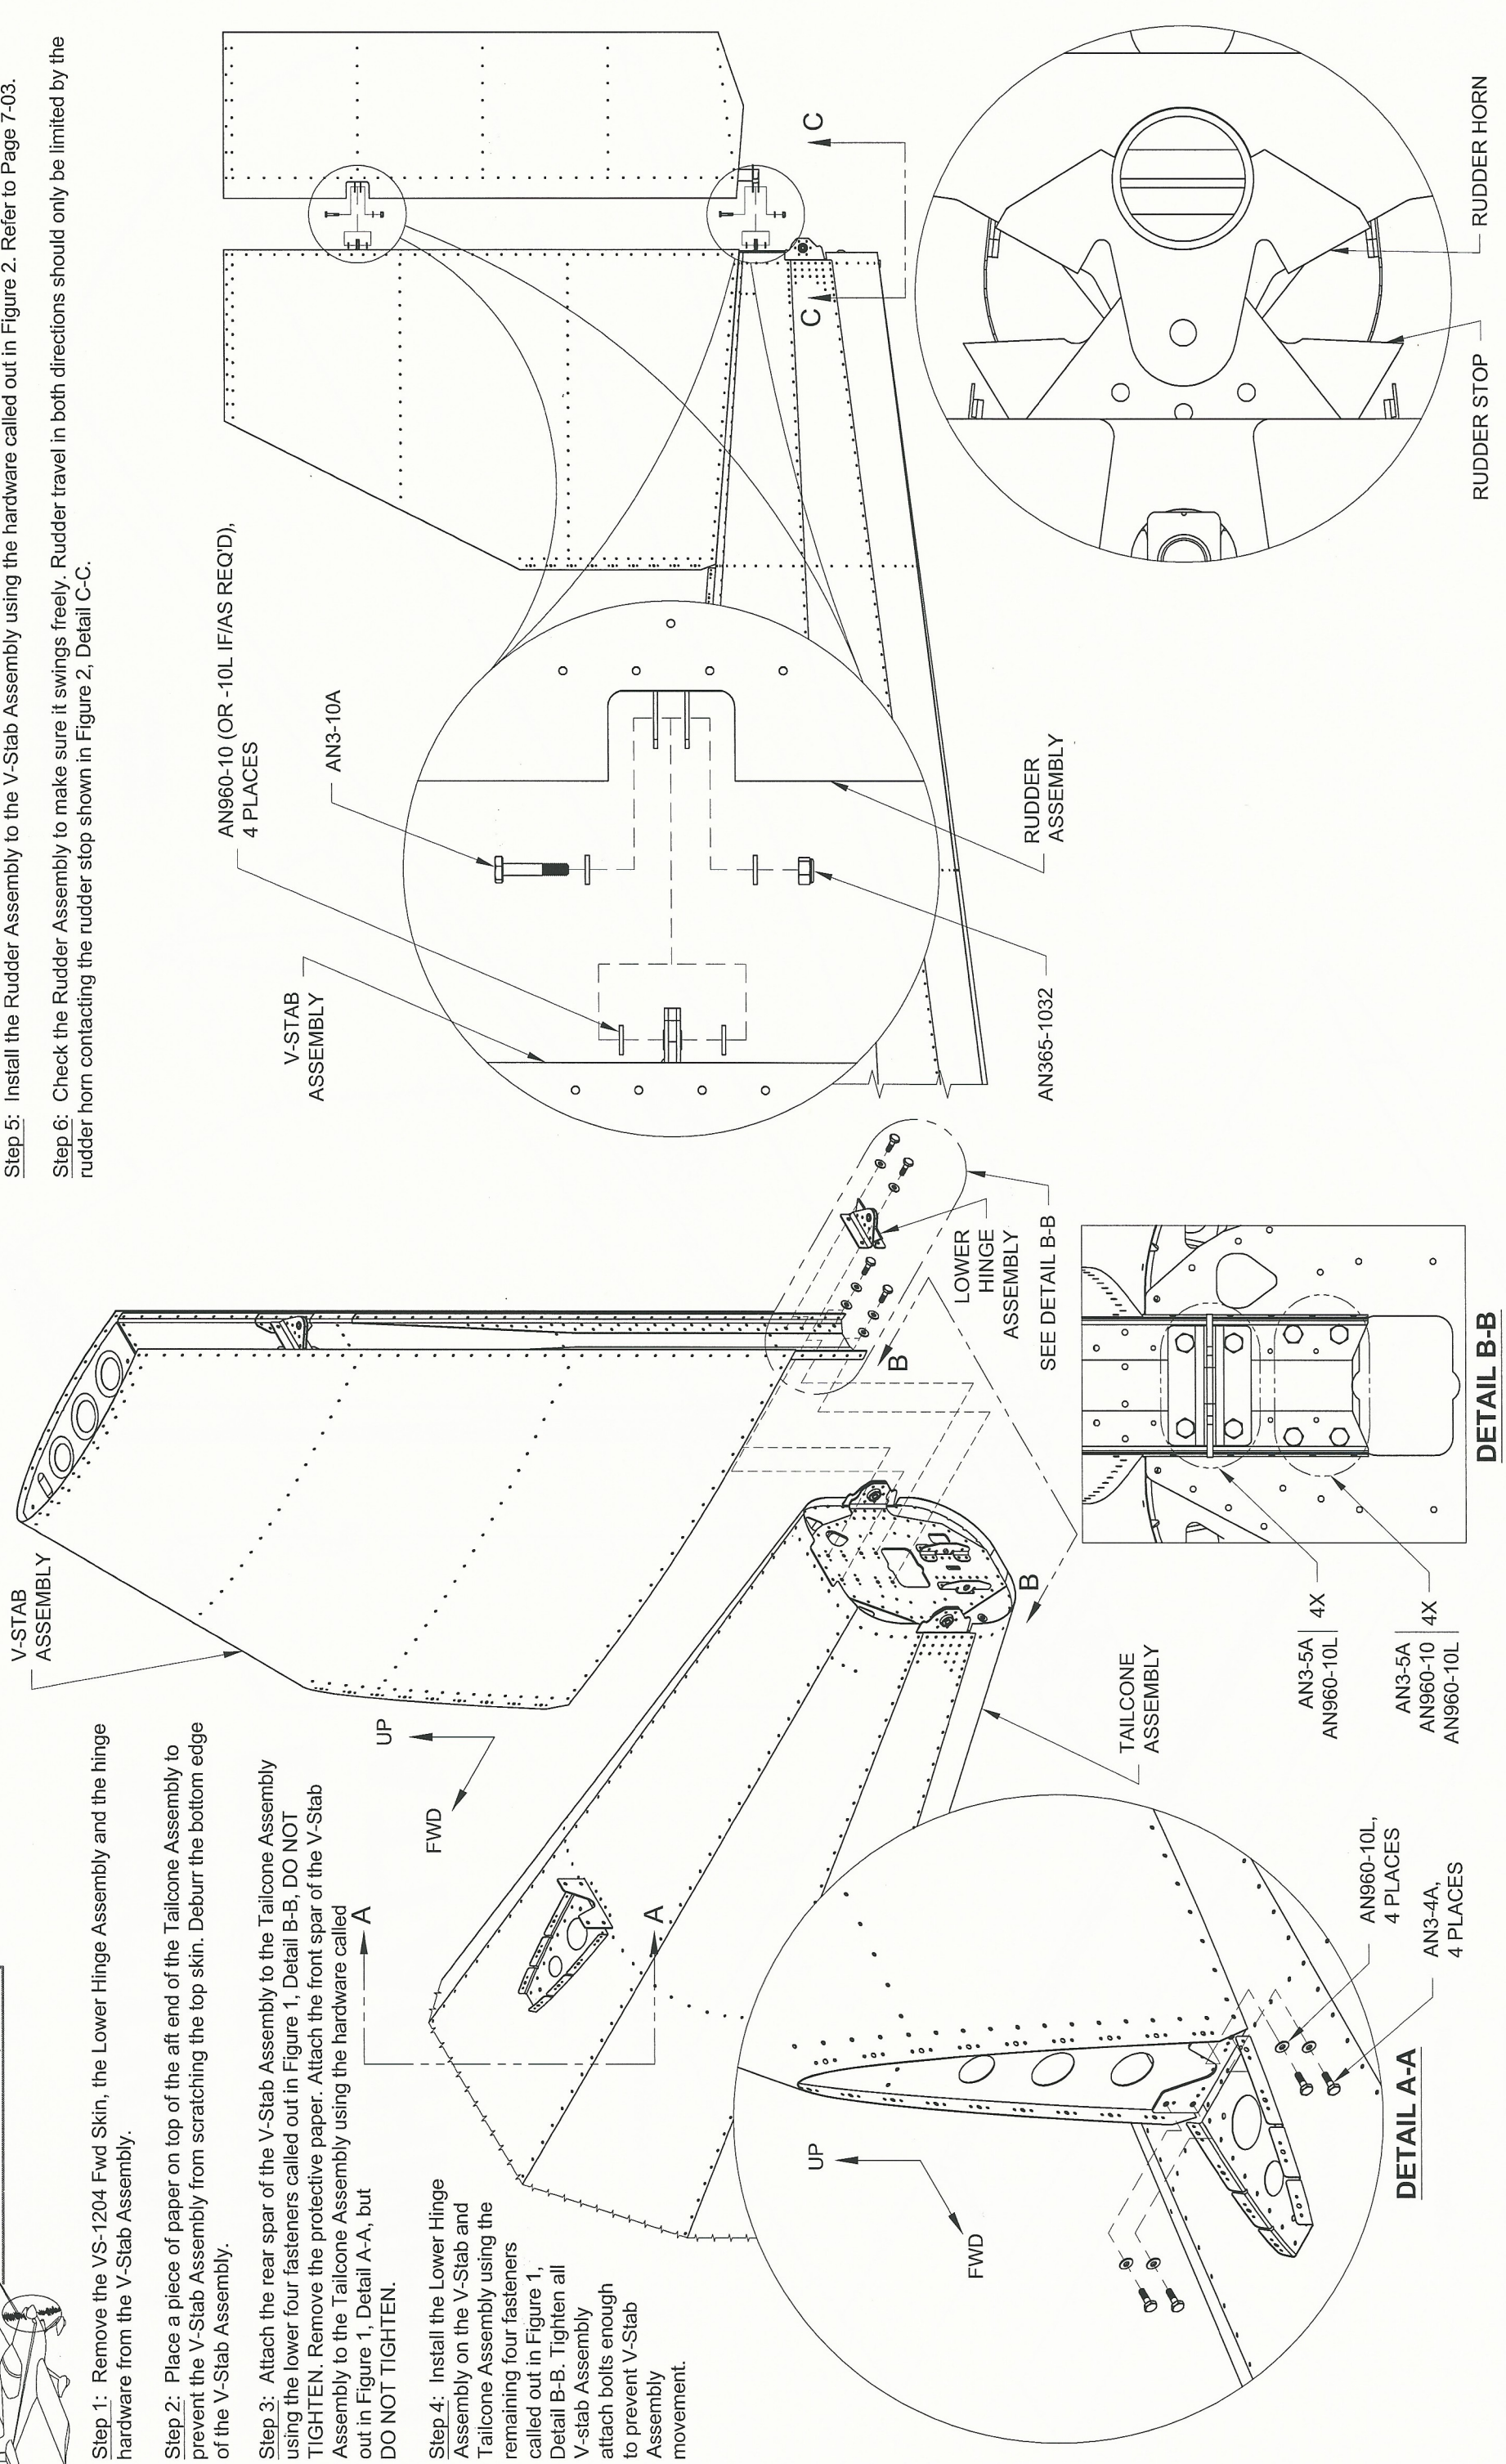 Step 1: Remove the VS-1204 Fwd Skin, the Lower Hinge Assembly and the hinge
hardware from the V-Stab Assembly.
Step 2: Place a piece of paper on top of the aft end of the Tailcone Assembly to
prevent the V-Stab Assembly from scratching the top skin. Deburr the bottom edge
of the V-Stab Assembly.
Step 3: Attach the rear spar of the V-Stab Assembly to the Tailcone Assembly
using the lower four fasteners called out in Figure 1, Detail B-B, DO NOT
TIGHTEN. Remove the protective paper. Attach the front spar of the V-Stab
Assembly to the Tailcone Assembly using the hardware called
out in Figure 1, Detail A-A, but
DO NOT TIGHTEN.
Step 4: Install the Lower Hinge
Assembly on the V-Stab and
Tailcone Assembly using the
remaining four fasteners
called out in Figure 1,
Detail B-B. Tighten all
V-stab Assembly
attach bolts enough
to prevent V-Stab
Assembly
movement.
V-STAB
ASSEMBLY
UP
FWD
A
A
B
B
LOWER
HINGE
ASSEMBLY
SEE DETAIL B-B
TAILCONE
ASSEMBLY
UP
FWD
AN960-10L,
4 PLACES
AN3-4A,
4 PLACES
DETAIL A-A
AN3-5A
AN960-10L
4X
AN3-5A
AN960-10
AN960-10L
4X
DETAIL B-B
Step 5: Install the Rudder Assembly to the V-Stab Assembly using the hardware called out in Figure 2. Refer to Page 7-03.
Step 6: Check the Rudder Assembly to make sure it swings freely. Rudder travel in both directions should only be limited by the
rudder horn contacting the rudder stop shown in Figure 2, Detail C-C.
AN960-10 (OR -10L IF/AS REQ'D),
4 PLACES
AN3-10A
V-STAB
ASSEMBLY
RUDDER
ASSEMBLY
AN365-1032
C
C
RUDDER STOP
RUDDER HORN